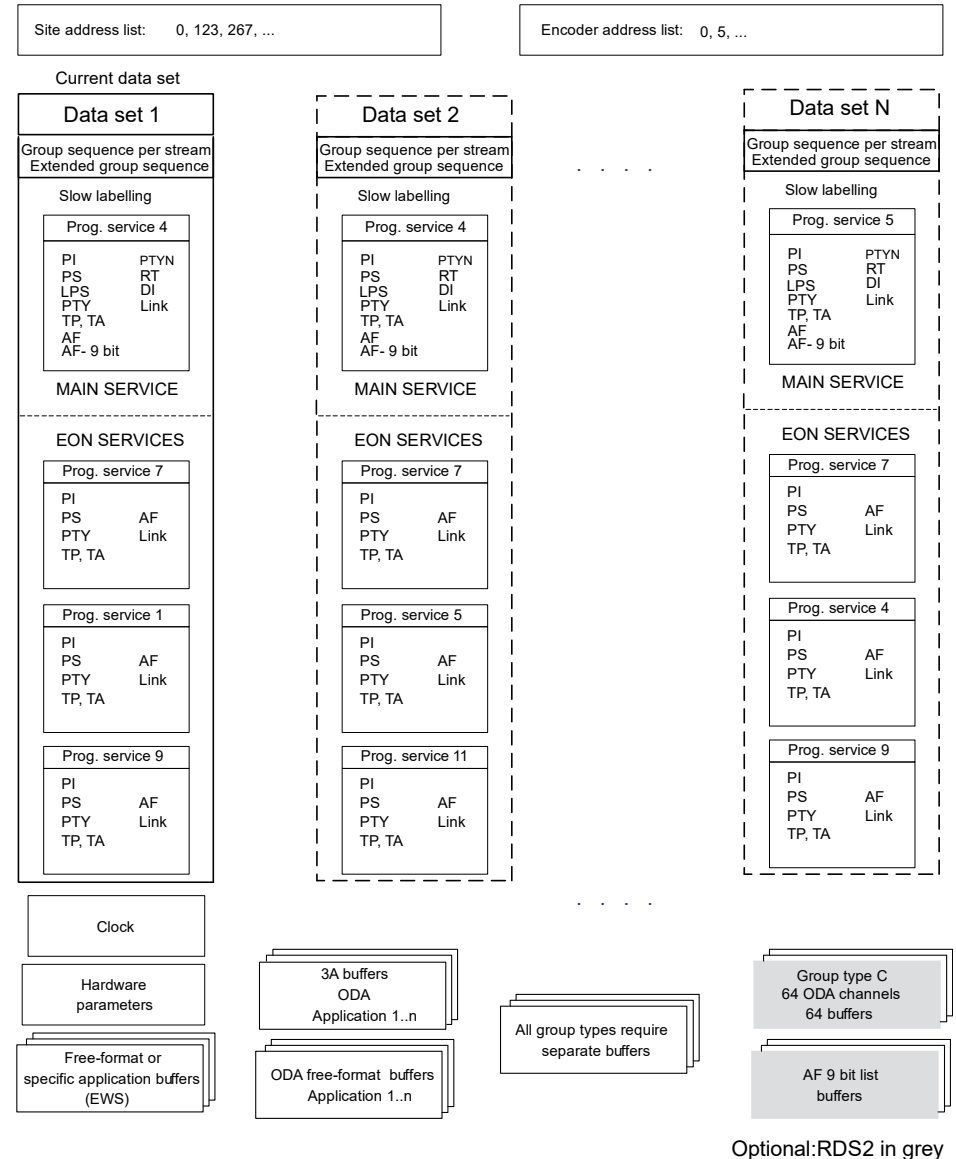 Site address list: 0, 123, 267, ...
Encoder address list: 0, 5, ...
Current data set
Data set 1
Group sequence per stream
Extended group sequence
Slow labelling
Prog. service 4
PI PTYN
PS RT
LPS DI
PTY Link
TP, TA
AF
AF- 9 bit
MAIN SERVICE
EON SERVICES
Prog. service 7
PI
PS AF
PTY Link
TP, TA
Prog. service 1
PI
PS AF
PTY Link
TP, TA
Prog. service 9
PI
PS AF
PTY Link
TP, TA
Data set 2
Group sequence per stream
Extended group sequence
Slow labelling
Prog. service 4
PI PTYN
PS RT
LPS DI
PTY Link
TP, TA
AF
AF- 9 bit
MAIN SERVICE
EON SERVICES
Prog. service 7
PI
PS AF
PTY Link
TP, TA
Prog. service 5
PI
PS AF
PTY Link
TP, TA
Prog. service 11
PI
PS AF
PTY Link
TP, TA
. . . .
Data set N
Group sequence per stream
Extended group sequence
Slow labelling
Prog. service 5
PI PTYN
PS RT
LPS DI
PTY Link
TP, TA
AF
AF- 9 bit
MAIN SERVICE
EON SERVICES
Prog. service 7
PI
PS AF
PTY Link
TP, TA
Prog. service 4
PI
PS AF
PTY Link
TP, TA
Prog. service 9
PI
PS AF
PTY Link
TP, TA
. . . .
Clock
Hardware
parameters
Free-format or
specific application buffers
(EWS)
3A buffers
ODA
Application 1..n
ODA free-format buffers
Application 1..n
All group types require
separate buffers
Group type C
64 ODA channels
64 buffers
AF 9 bit list
buffers
Optional:RDS2 in grey